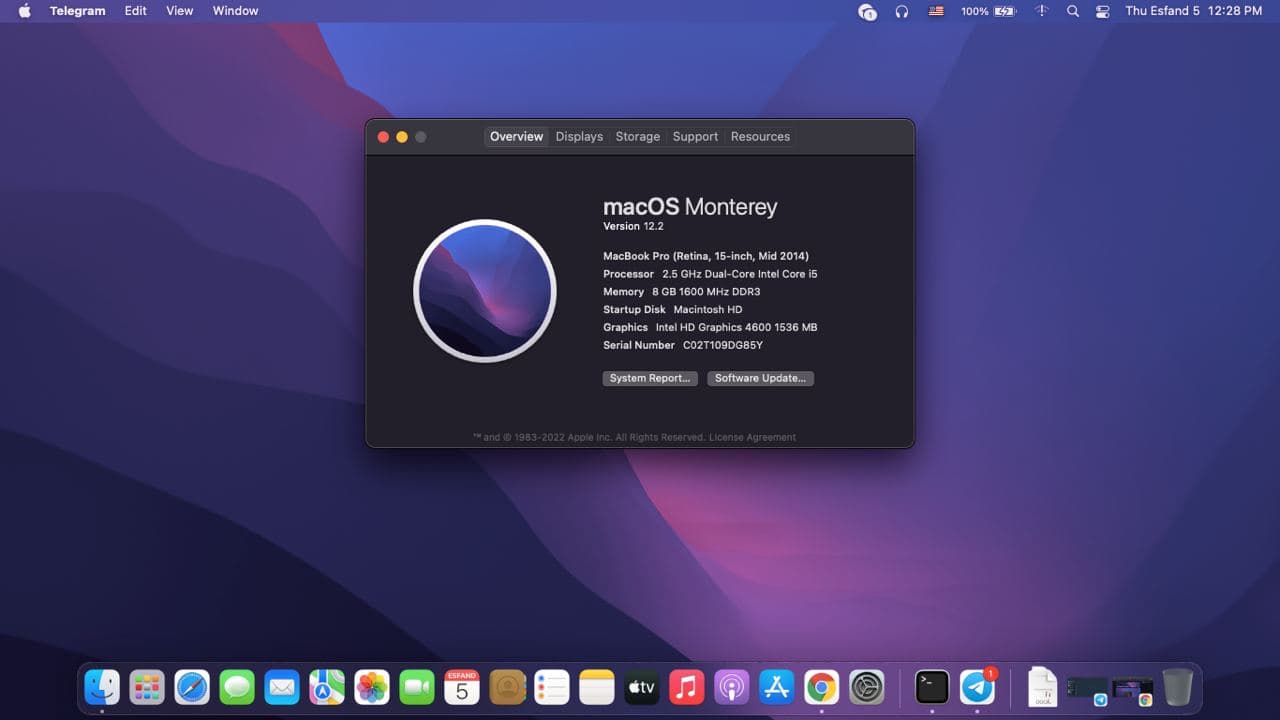 Telegram Edit View Window 100% Thu Esfand 5 12:28 PM
Overview Displays Storage Support Resources
macOS Monterey
Version 12.2
MacBook Pro (Retina, 15-inch, Mid 2014)
Processor 2.5 GHz Dual-Core Intel Core i5
Memory 8 GB 1600 MHz DDR3
Startup Disk Macintosh HD
Graphics Intel HD Graphics 4600 1536 MB
Serial Number C02T109DG85Y
System Report... Software Update...
™ and © 1983-2022 Apple Inc. All Rights Reserved. License Agreement
ESFAND
5
tv
>_
1